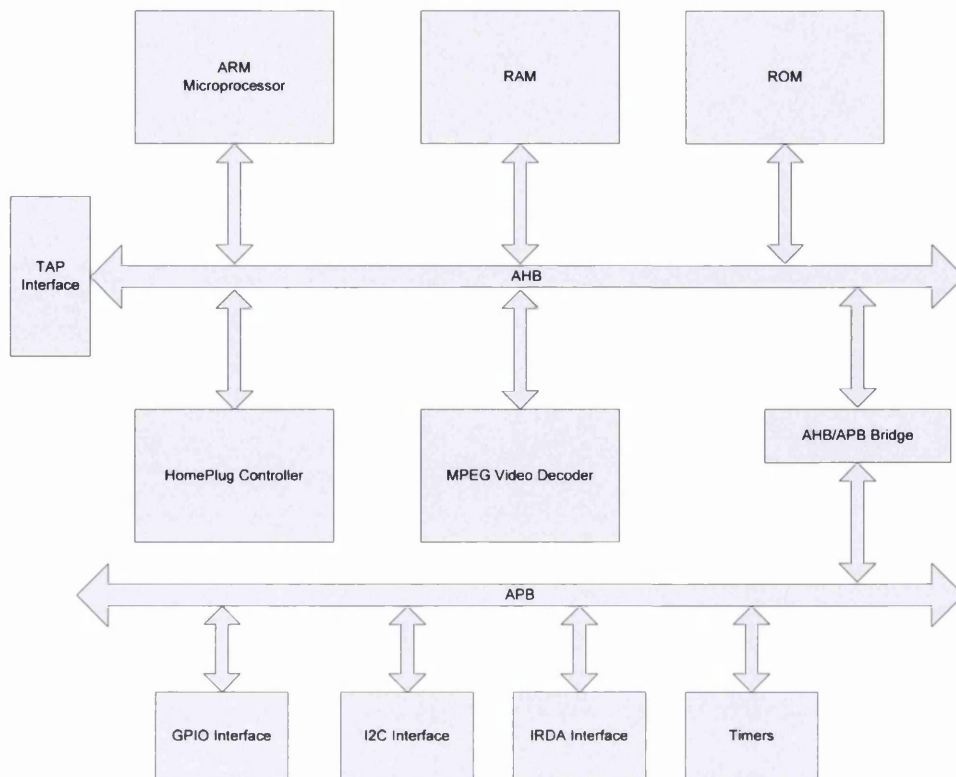 ARM
Microprocessor
RAM
ROM
TAP
Interface
AHB
HomePlug Controller
MPEG Video Decoder
AHB/APB Bridge
APB
GPIO Interface
I2C Interface
IRDA Interface
Timers